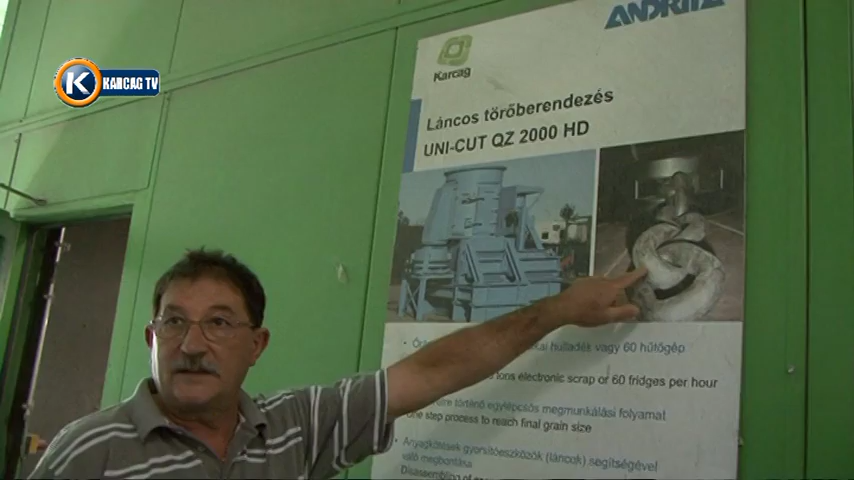 K KARCAG TV
ANDRITZ
Karcag
Láncos törőberendezés
UNI-CUT QZ 2000 HD
hulladék vagy 60 hűtőgép
tons electronic scrap or 60 fridges per hour
történő egylépcsős megmunkálási folyamat
One step process to reach final grain size
Anyagkötések gyorsítóeszközök (láncok) segítségével
való megbontása
Disassembling of